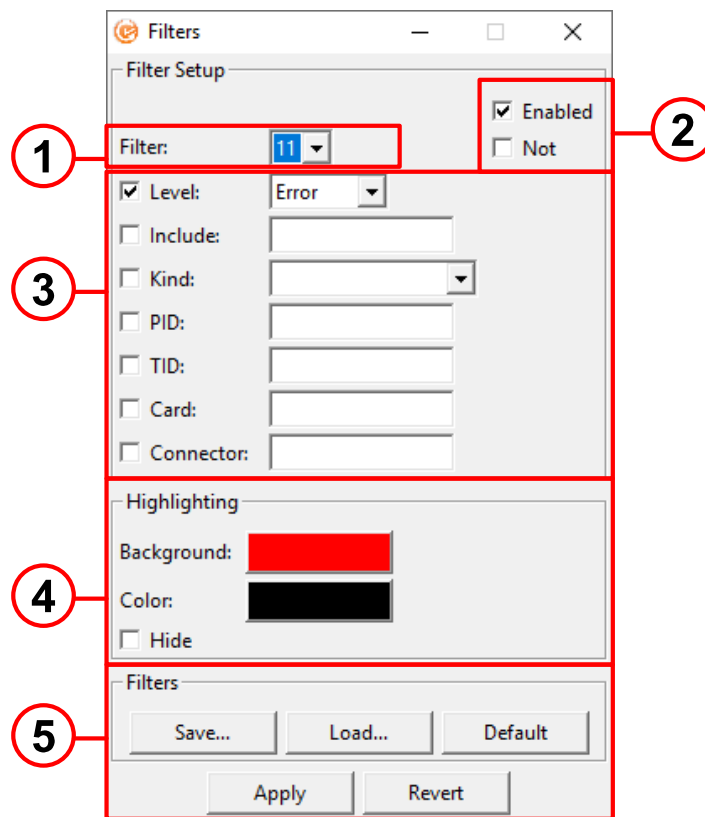 Filters
Filter Setup
Enabled
2
1
Filter: 11
Not
Level: Error
Include:
3
Kind:
PID:
TID:
Card:
Connector:
Highlighting
Background:
4
Color:
Hide
Filters
5
Save... Load... Default
Apply Revert